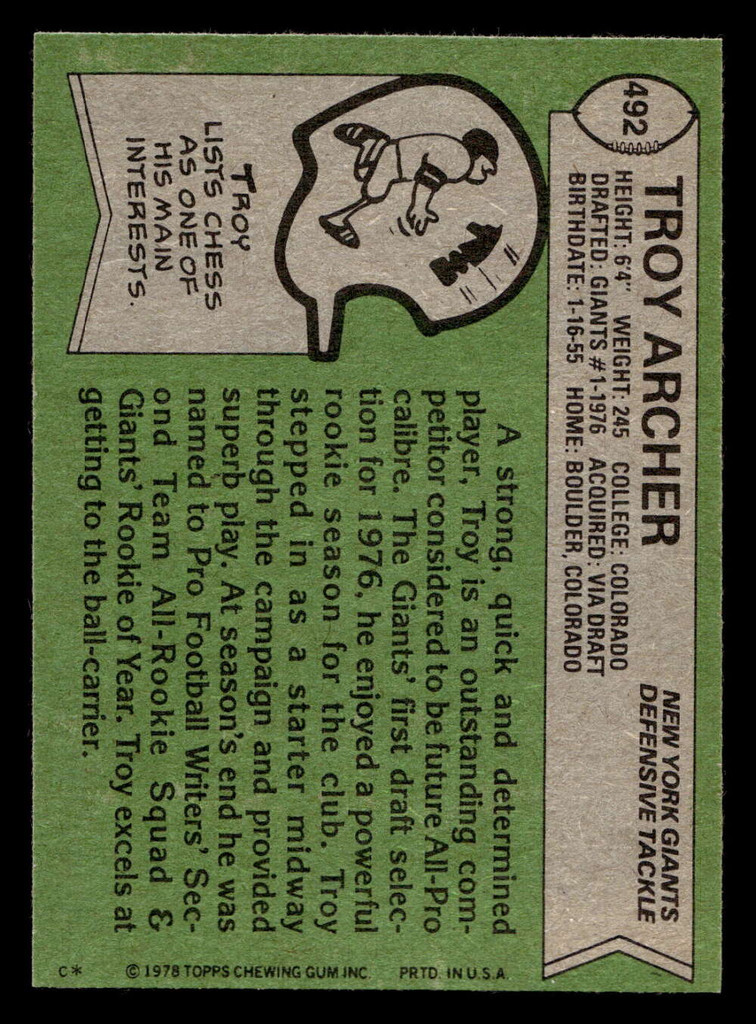 492
TROY ARCHER
NEW YORK GIANTS
DEFENSIVE TACKLE
HEIGHT: 6'4" WEIGHT: 245 COLLEGE: COLORADO
DRAFTED: GIANTS #1-1976 ACQUIRED: VIA DRAFT
BIRTHDATE: 1-16-55 HOME: BOULDER, COLORADO
TROY
LISTS CHESS
AS ONE OF
HIS MAIN
INTERESTS.
A strong, quick and determined
player, Troy is an outstanding com-
petitor considered to be future All-Pro
calibre. The Giants' first draft selec-
tion for 1976, he enjoyed a powerful
rookie season for the club. Troy
stepped in as a starter midway
through the campaign and provided
superb play. At season's end he was
named to Pro Football Writers' Sec-
ond Team All-Rookie Squad &
Giants' Rookie of Year. Troy excels at
getting to the ball-carrier.
C* © 1978 TOPPS CHEWING GUM INC. PRTD. IN U.S.A.